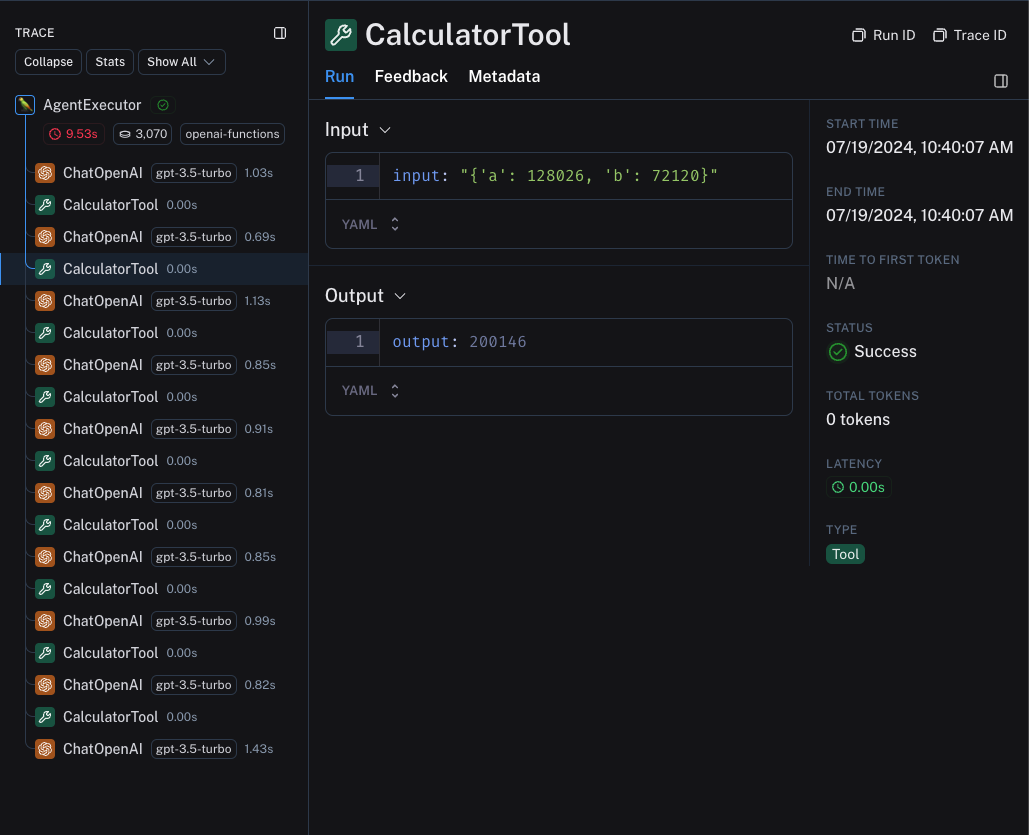 TRACE
Collapse Stats Show All
AgentExecutor
9.53s 3,070 openai-functions
ChatOpenAI gpt-3.5-turbo 1.03s
CalculatorTool 0.00s
ChatOpenAI gpt-3.5-turbo 0.69s
CalculatorTool 0.00s
ChatOpenAI gpt-3.5-turbo 1.13s
CalculatorTool 0.00s
ChatOpenAI gpt-3.5-turbo 0.85s
CalculatorTool 0.00s
ChatOpenAI gpt-3.5-turbo 0.91s
CalculatorTool 0.00s
ChatOpenAI gpt-3.5-turbo 0.81s
CalculatorTool 0.00s
ChatOpenAI gpt-3.5-turbo 0.85s
CalculatorTool 0.00s
ChatOpenAI gpt-3.5-turbo 0.99s
CalculatorTool 0.00s
ChatOpenAI gpt-3.5-turbo 0.82s
CalculatorTool 0.00s
ChatOpenAI gpt-3.5-turbo 1.43s
CalculatorTool
Run ID Trace ID
Run Feedback Metadata
Input
1 input: "{'a': 128026, 'b': 72120}"
YAML
Output
1 output: 200146
YAML
START TIME
07/19/2024, 10:40:07 AM
END TIME
07/19/2024, 10:40:07 AM
TIME TO FIRST TOKEN
N/A
STATUS
Success
TOTAL TOKENS
0 tokens
LATENCY
0.00s
TYPE
Tool